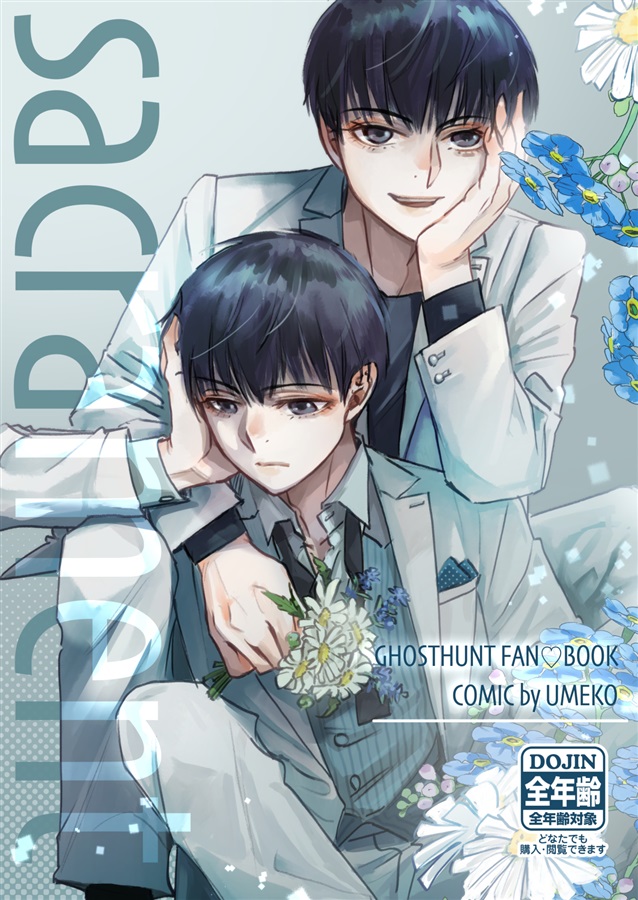 sacrament
GHOSTHUNT FAN♡BOOK
COMIC by UMEKO
DOJIN
全年齢
全年齢対象
どなたでも
購入・閲覧できます